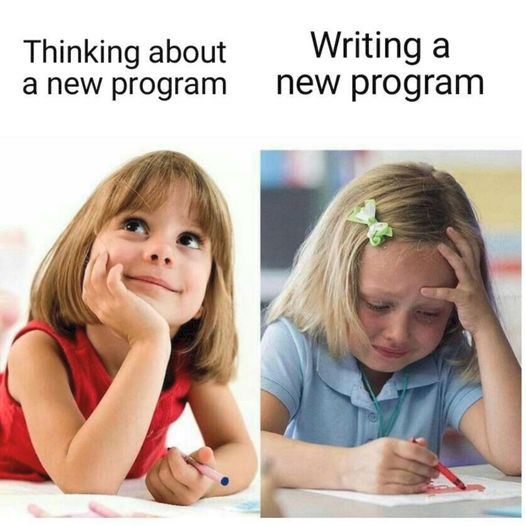 Thinking about
a new program
Writing a
new program